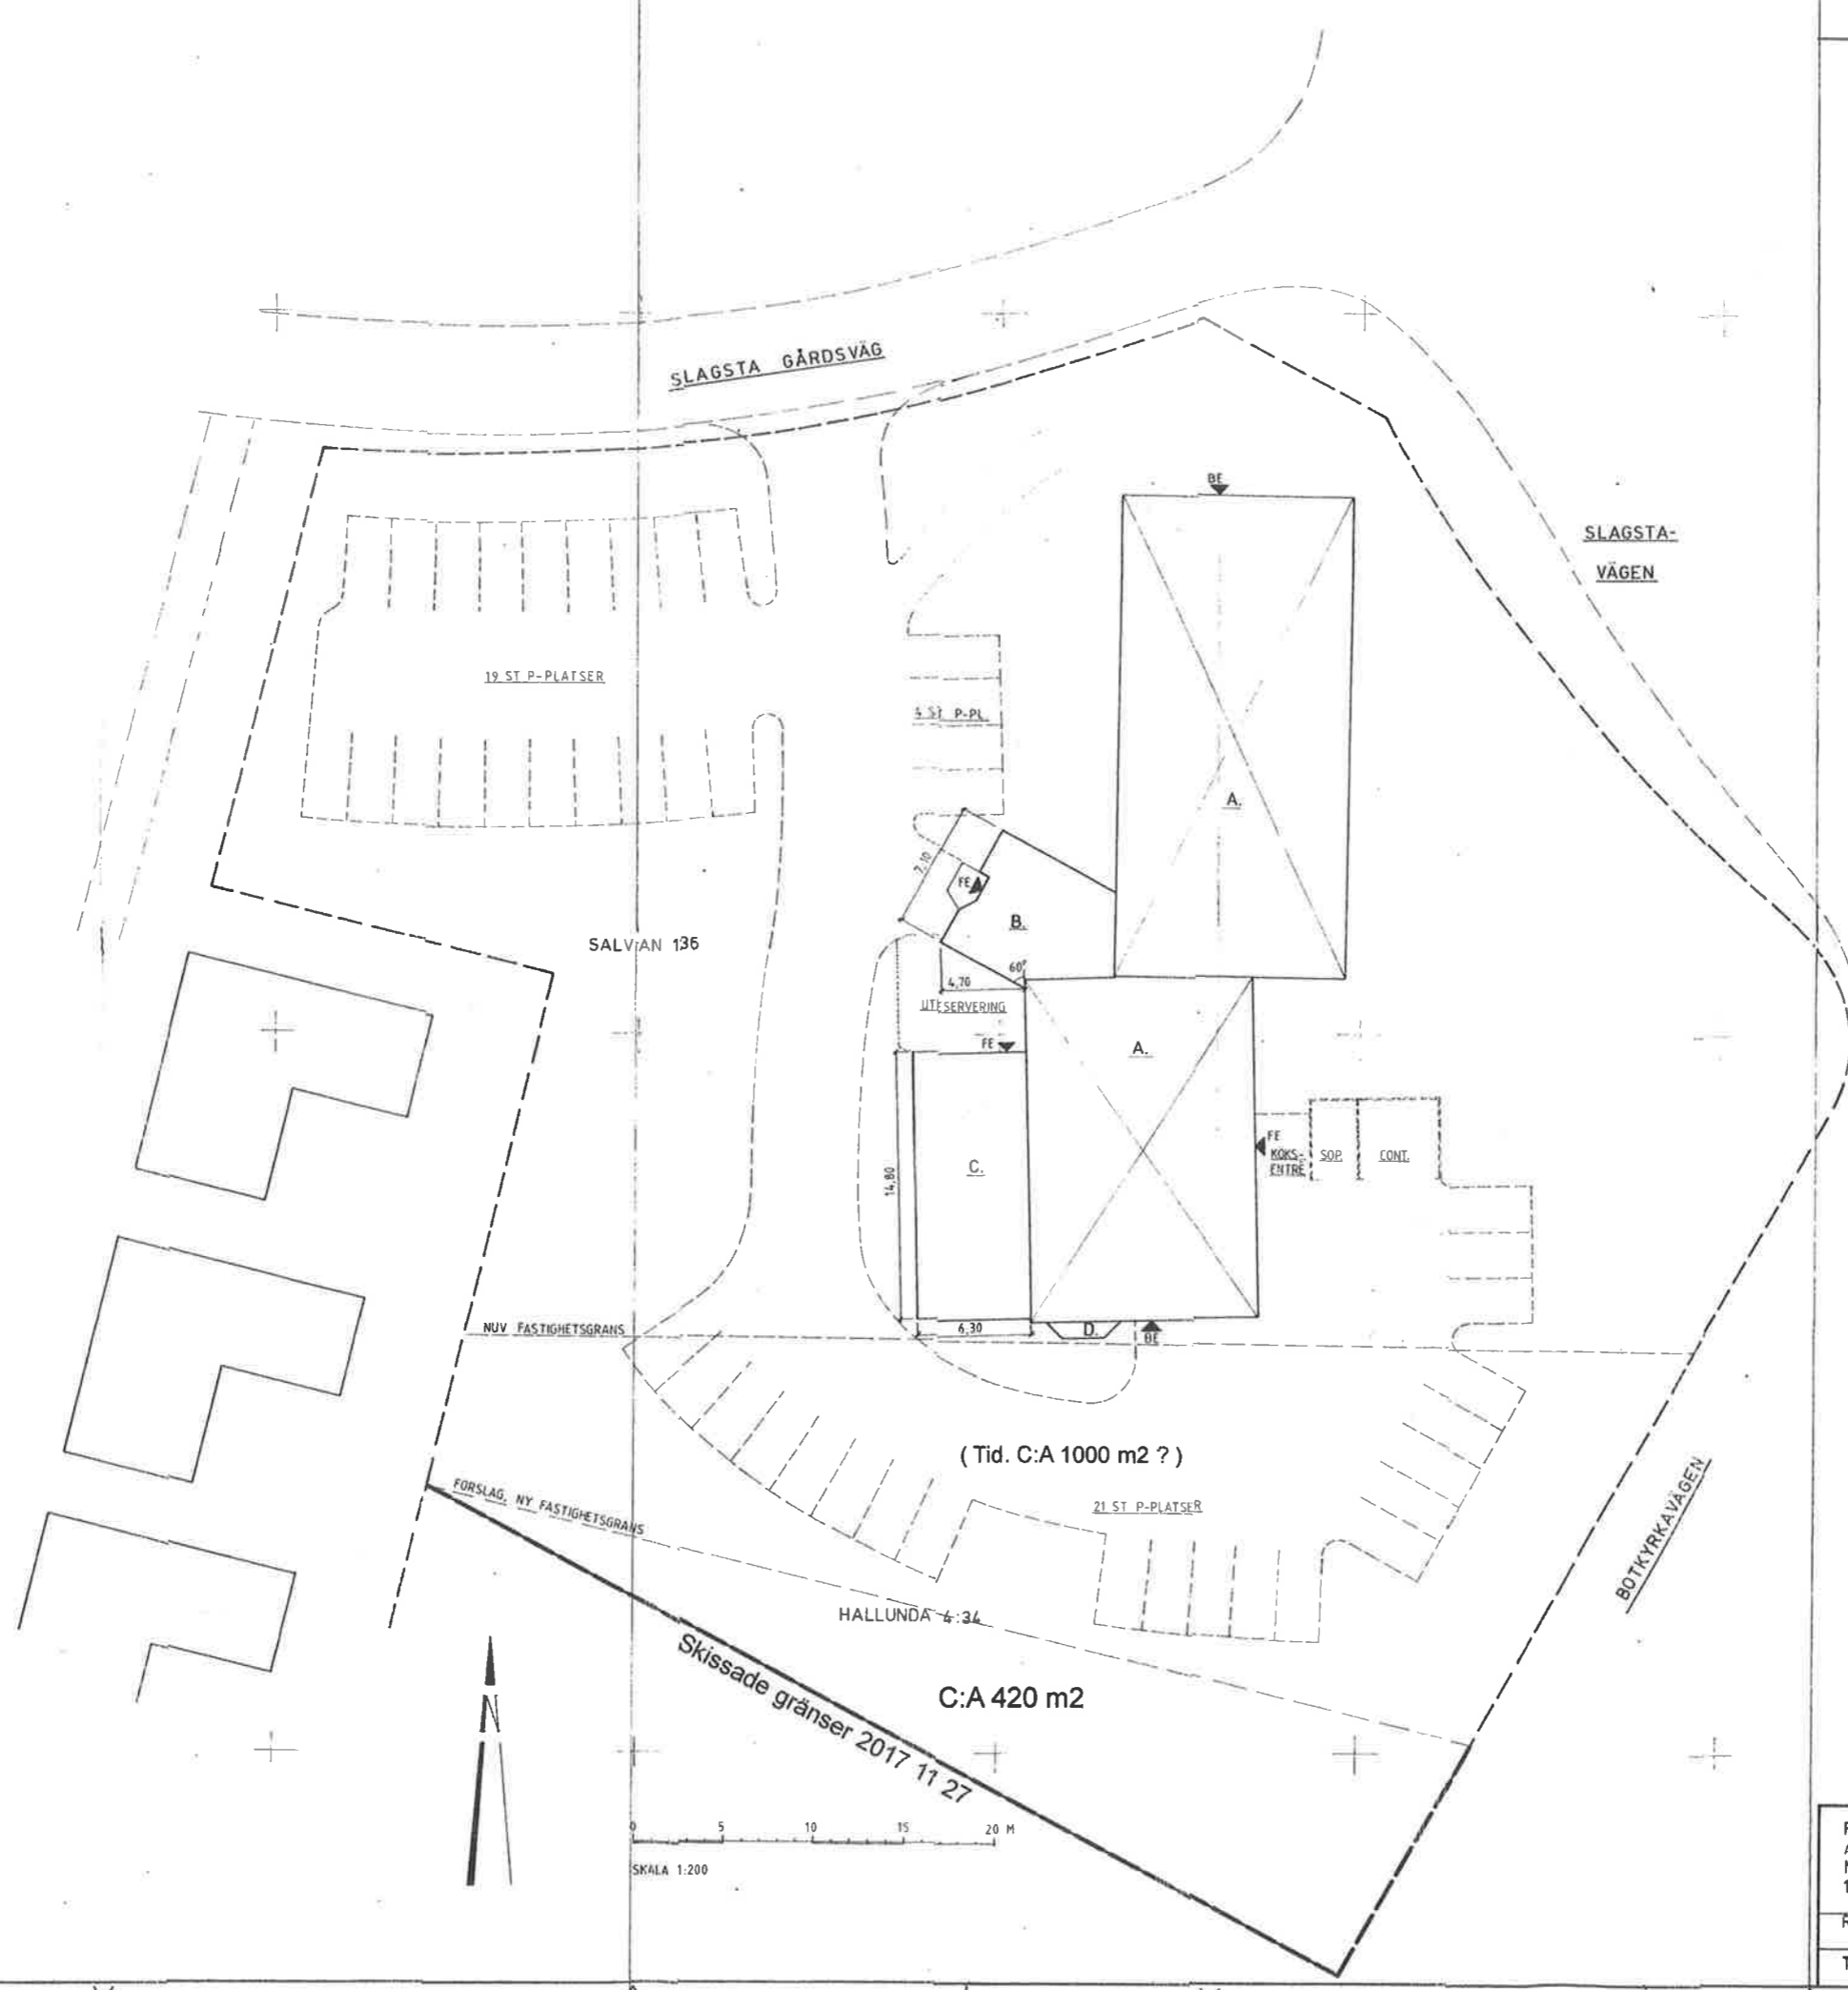 SLAGSTA GÅRDSVÄG
BE
SLAGSTA-
VÄGEN
19 ST P-PLATSER
4 ST P-PL.
A.
7,10
FE
B.
SALVIAN 136
60°
4,70
UTESERVERING
FE
A.
C.
14,80
FE
KÖKS-
ENTRÉ
SOP.
CONT.
NUV FASTIGHETSGRANS
6,30
D.
BE
( Tid. C:A 1000 m2 ? )
FORSLAG, NY FASTIGHETSGRANS
21 ST P-PLATSER
BOTKYRKAVÄGEN
HALLUNDA 4:34
Skissade gränser 2017 11 27
C:A 420 m2
N
0 5 10 15 20 M
SKALA 1:200